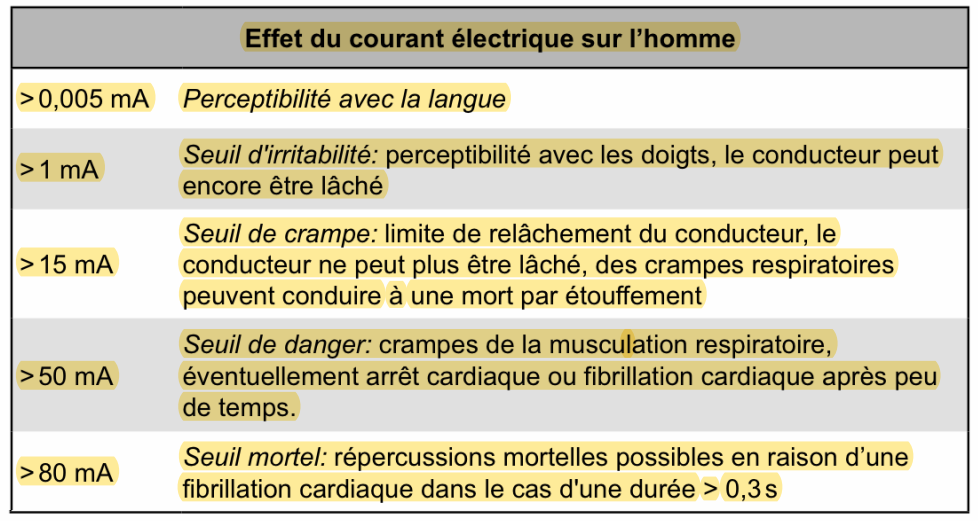 Effet du courant électrique sur l’homme
>0,005 mA Perceptibilité avec la langue
>1 mA Seuil d'irritabilité: perceptibilité avec les doigts, le conducteur peut
encore être lâché
>15 mA Seuil de crampe: limite de relâchement du conducteur, le
conducteur ne peut plus être lâché, des crampes respiratoires
peuvent conduire à une mort par étouffement
>50 mA Seuil de danger: crampes de la musculation respiratoire,
éventuellement arrêt cardiaque ou fibrillation cardiaque après peu
de temps.
>80 mA Seuil mortel: répercussions mortelles possibles en raison d’une
fibrillation cardiaque dans le cas d'une durée > 0,3 s